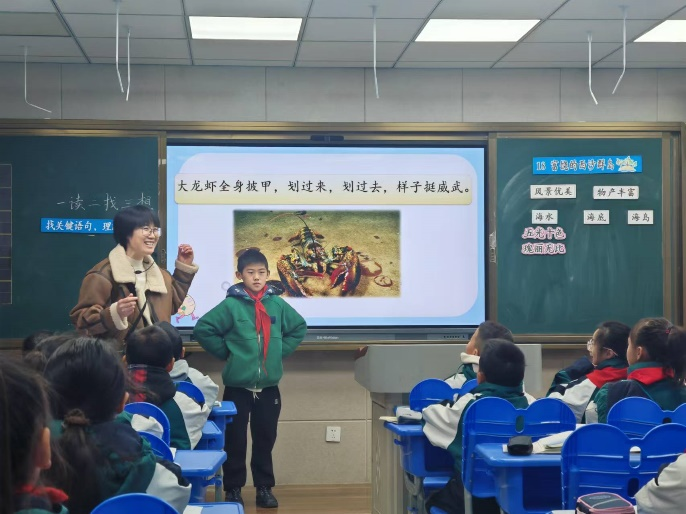 大龙虾全身披甲，划过来，划过去，样子挺威武。
一读二找三想
找关键语句，理
18 富饶的西沙群岛
风景优美 物产丰富
海水 海底 海岛
五光十色
瑰丽无比